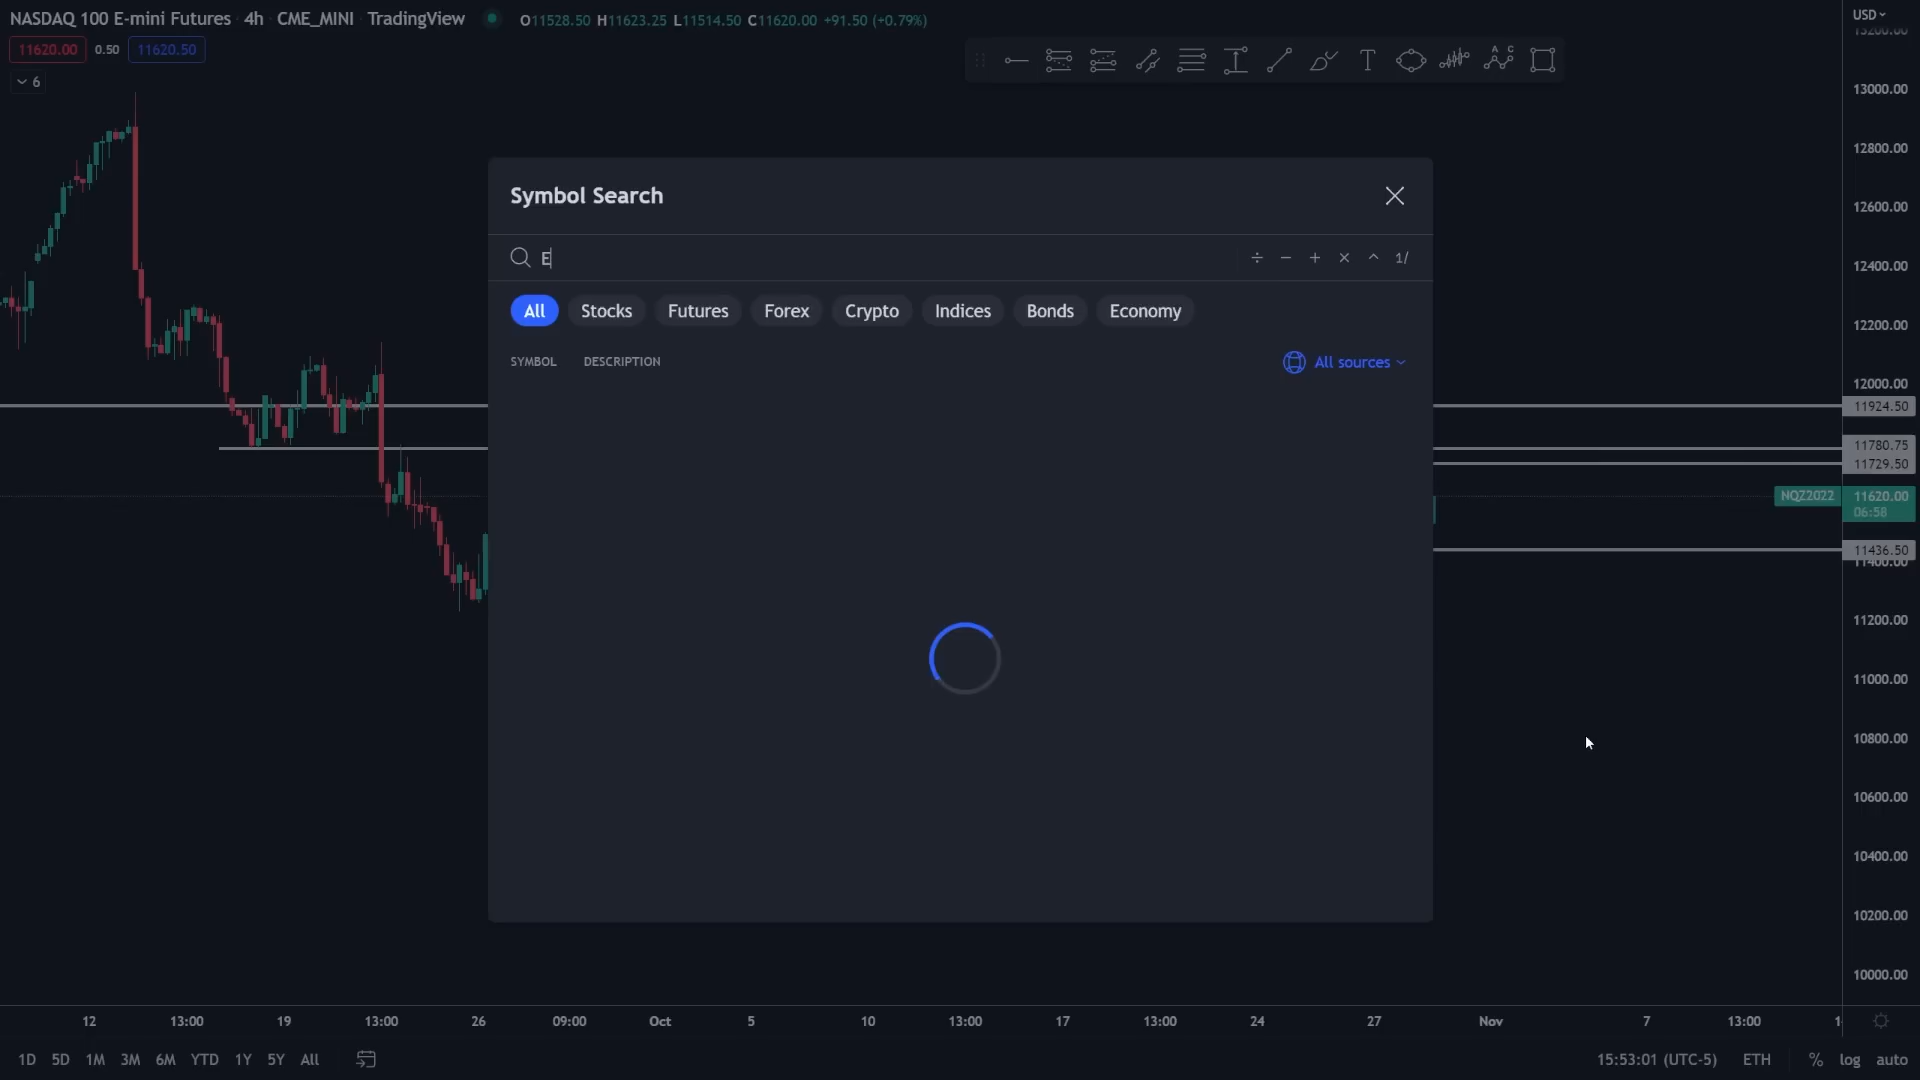 NASDAQ 100 E-mini Futures · 4h · CME_MINI · TradingView O11528.50 H11623.25 L11514.50 C11620.00 +91.50 (+0.79%)
USD
11620.00 0.50 11620.50
6
A C
T
13200.00
13000.00
12800.00
12600.00
12400.00
12200.00
12000.00
11924.50
11780.75
11729.50
NQZ2022 11620.00
06:58
11436.50
11400.00
11200.00
11000.00
10800.00
10600.00
10400.00
10200.00
10000.00
Symbol Search
E ÷ − + × ^ 1/
All Stocks Futures Forex Crypto Indices Bonds Economy
SYMBOL DESCRIPTION All sources
12 13:00 19 13:00 26 09:00 Oct 5 10 13:00 17 13:00 24 27 Nov 7 13:00
1D 5D 1M 3M 6M YTD 1Y 5Y All 15:53:01 (UTC-5) ETH % log auto